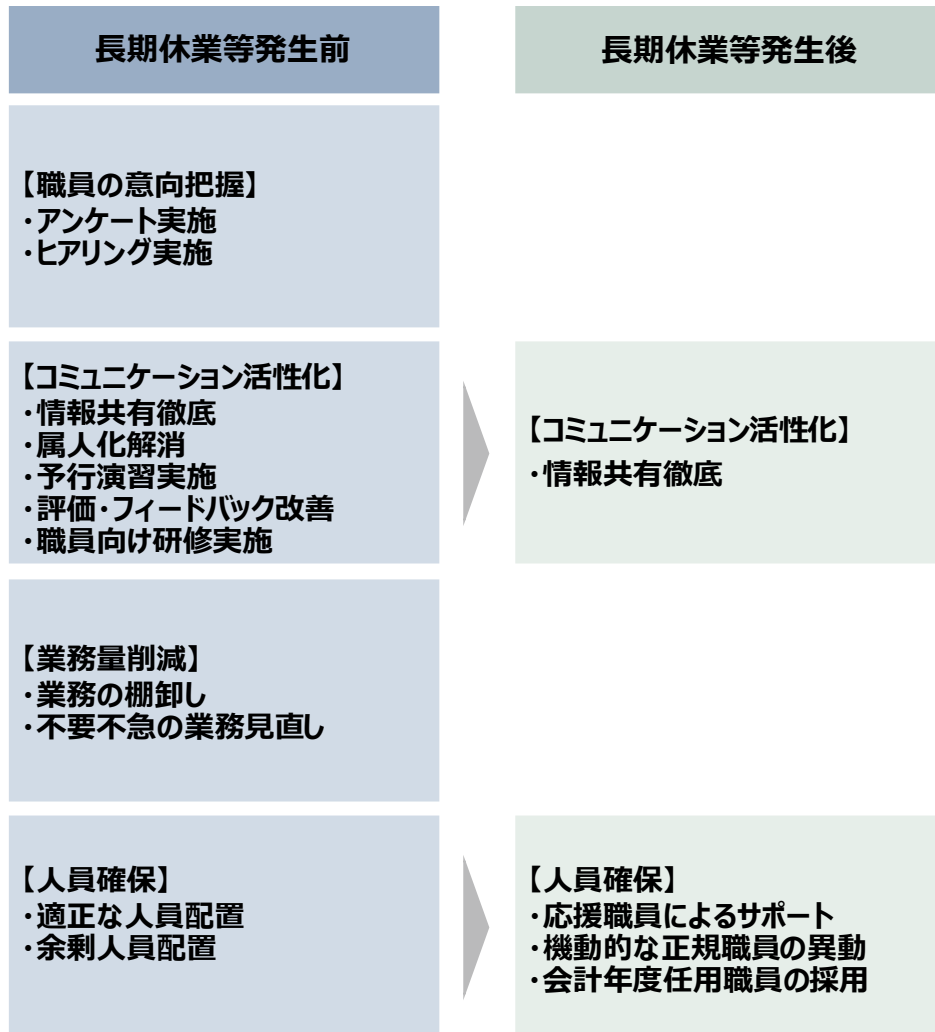 長期休業等発生前
長期休業等発生後
【職員の意向把握】
・アンケート実施
・ヒアリング実施
【コミュニケーション活性化】
・情報共有徹底
・属人化解消
・予行演習実施
・評価・フィードバック改善
・職員向け研修実施
【コミュニケーション活性化】
・情報共有徹底
【業務量削減】
・業務の棚卸し
・不要不急の業務見直し
【人員確保】
・適正な人員配置
・余剰人員配置
【人員確保】
・応援職員によるサポート
・機動的な正規職員の異動
・会計年度任用職員の採用